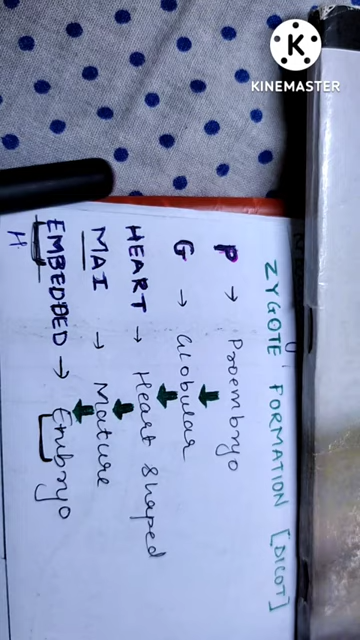 KINEMASTER
ZYGOTE FORMATION [DICOT]
P → Proembryo
G → Globular
HEART → Heart Shaped
MAI → Mature
EMBEDDED → Embryo
H